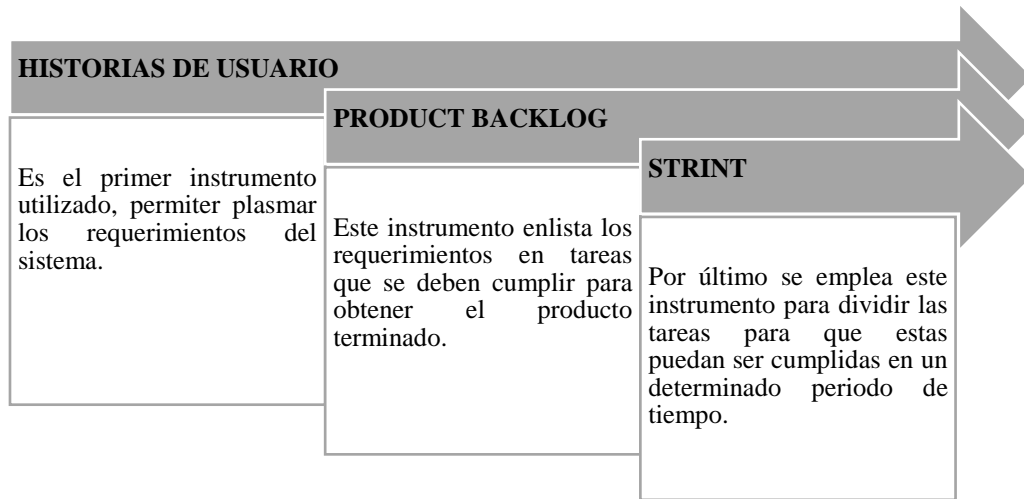 HISTORIAS DE USUARIO
Es el primer instrumento
utilizado, permiter plasmar
los requerimientos del
sistema.
PRODUCT BACKLOG
Este instrumento enlista los
requerimientos en tareas
que se deben cumplir para
obtener el producto
terminado.
STRINT
Por último se emplea este
instrumento para dividir las
tareas para que estas
puedan ser cumplidas en un
determinado periodo de
tiempo.